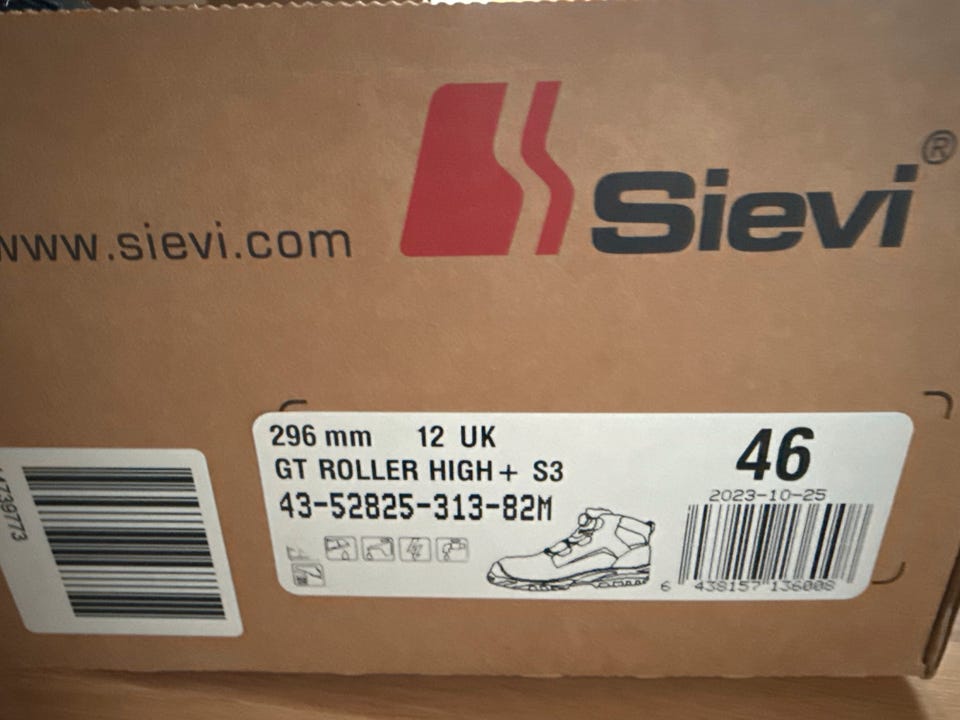 Sievi®
www.sievi.com
296 mm 12 UK
GT ROLLER HIGH+ S3
43-52825-313-82M
46
2023-10-25
6 438157 136008